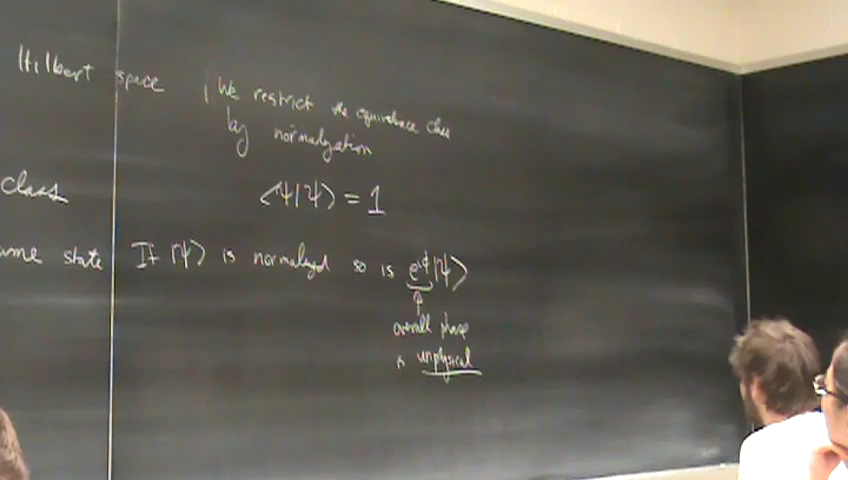 Hilbert space
We restrict the equivalence class
by normalization
class
⟨ψ|ψ⟩ = 1
ame state
If |ψ⟩ is normalized so is e^{iϕ}|ψ⟩
overall phase
is unphysical